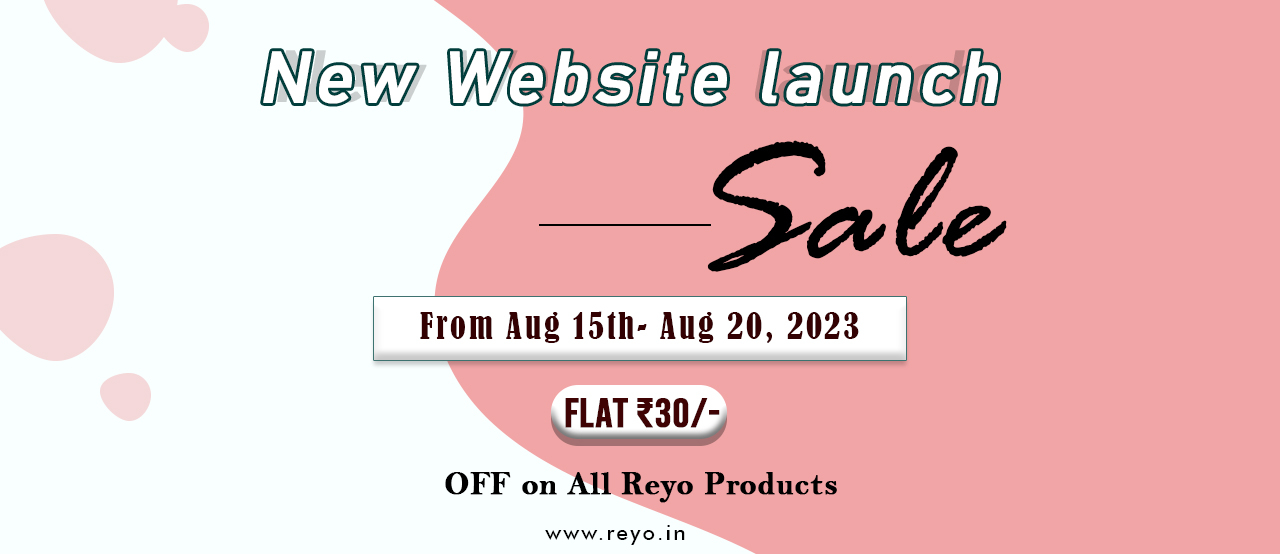 New Website launch
Sale
From Aug 15th- Aug 20, 2023
FLAT ₹30/-
OFF on All Reyo Products
www.reyo.in